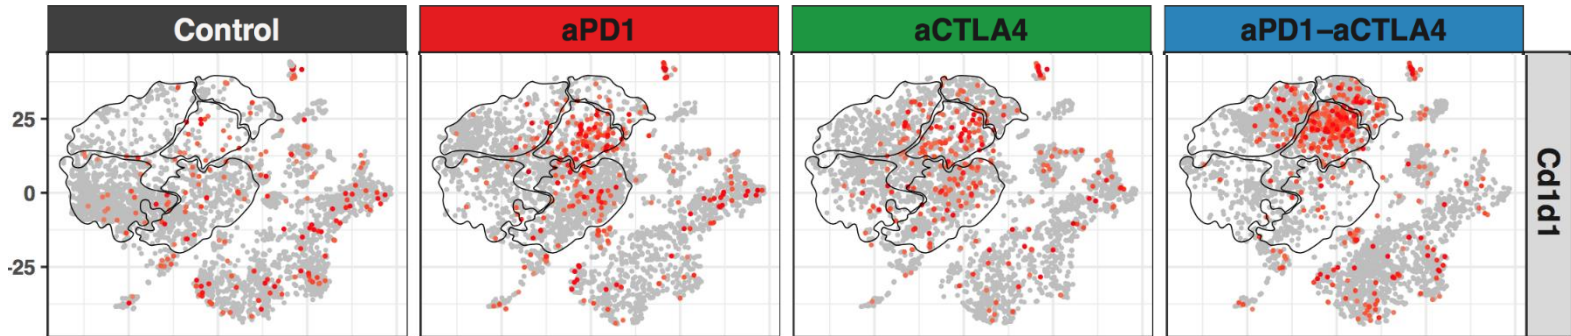 Control
aPD1
aCTLA4
aPD1–aCTLA4
25
0
-25
Cd1d1